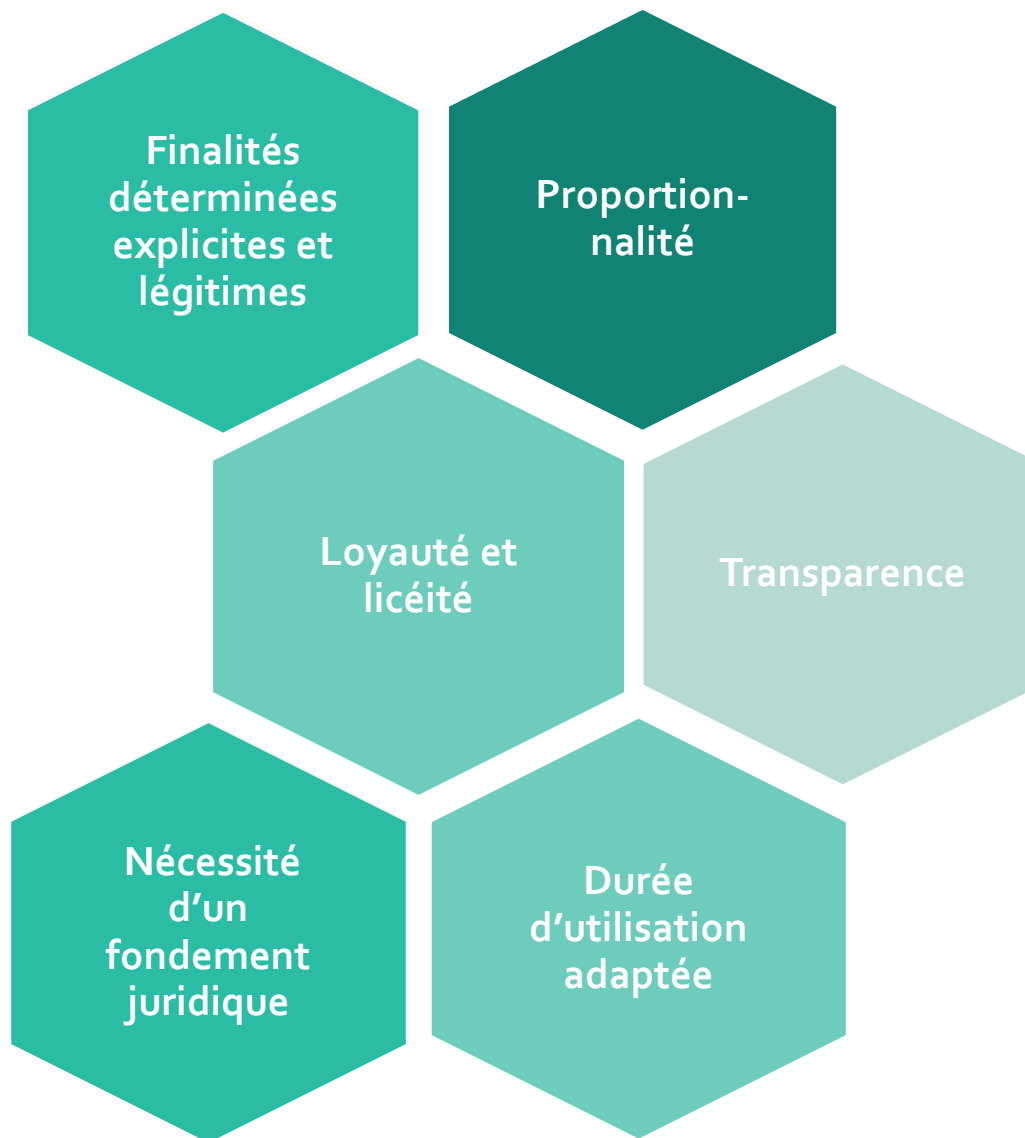 Finalités
déterminées
explicites et
légitimes
Proportion-
nalité
Loyauté et
licéité
Transparence
Nécessité
d’un
fondement
juridique
Durée
d’utilisation
adaptée